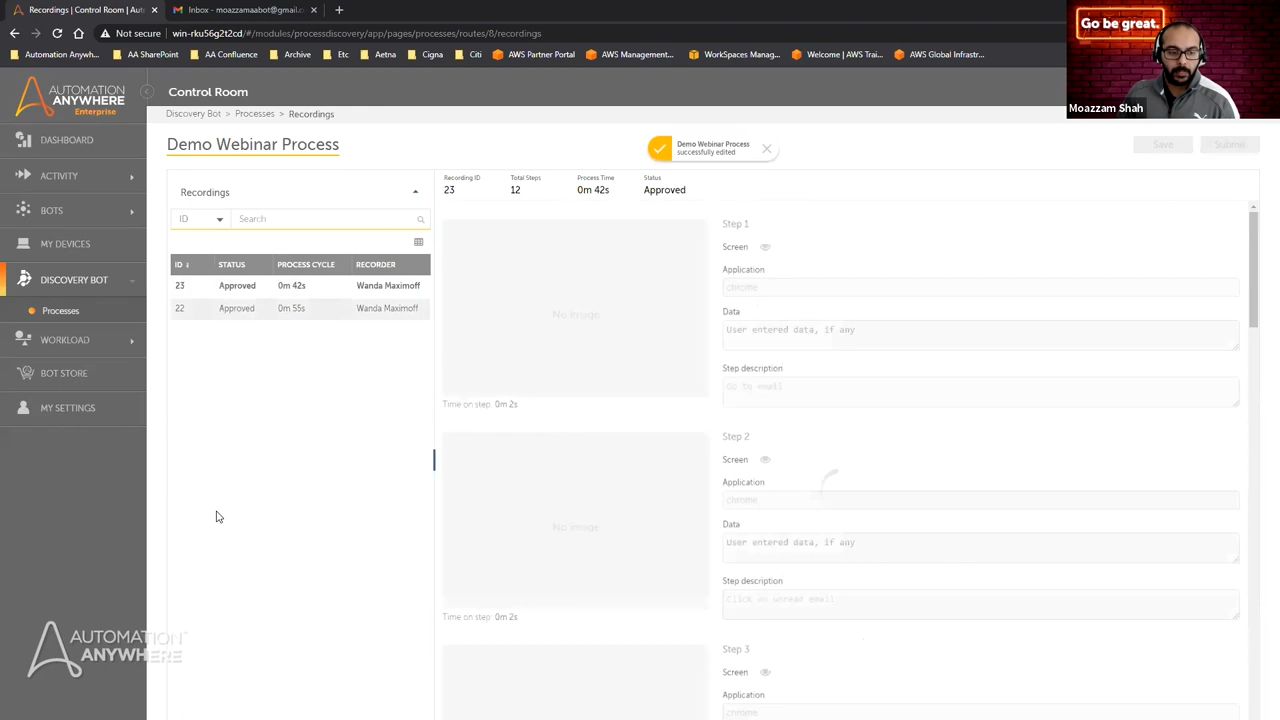 Recordings | Control Room | Aut
Inbox - moazzamaabot@gmail.c
Not secure win-rku56g2t2cd/#/modules/processdiscovery/app/pages/processes/routes/8/recordings
Automation Anywhere...
AA SharePoint
AA Confluence
Archive
Etc
Aetna
Cigna
Citi
AWS Partner Portal
AWS Management...
WorkSpaces Manag...
Welcome | AWS Trai...
AWS Global Infrastr...
Go be great.
Moazzam Shah
AUTOMATION
ANYWHERE
Enterprise
Control Room
Discovery Bot > Processes > Recordings
DASHBOARD
ACTIVITY
BOTS
MY DEVICES
DISCOVERY BOT
Processes
WORKLOAD
BOT STORE
MY SETTINGS
Demo Webinar Process
Demo Webinar Process
successfully edited
Save
Submit
Recordings
ID
Search
ID STATUS PROCESS CYCLE RECORDER
23 Approved 0m 42s Wanda Maximoff
22 Approved 0m 55s Wanda Maximoff
Recording ID Total Steps Process Time Status
23 12 0m 42s Approved
No image
Time on step: 0m 2s
Step 1
Screen
Application
chrome
Data
User entered data, if any
Step description
Go to email
No image
Time on step: 0m 2s
Step 2
Screen
Application
chrome
Data
User entered data, if any
Step description
Click on unread email
Step 3
Screen
Application
chrome
AUTOMATION
ANYWHERE